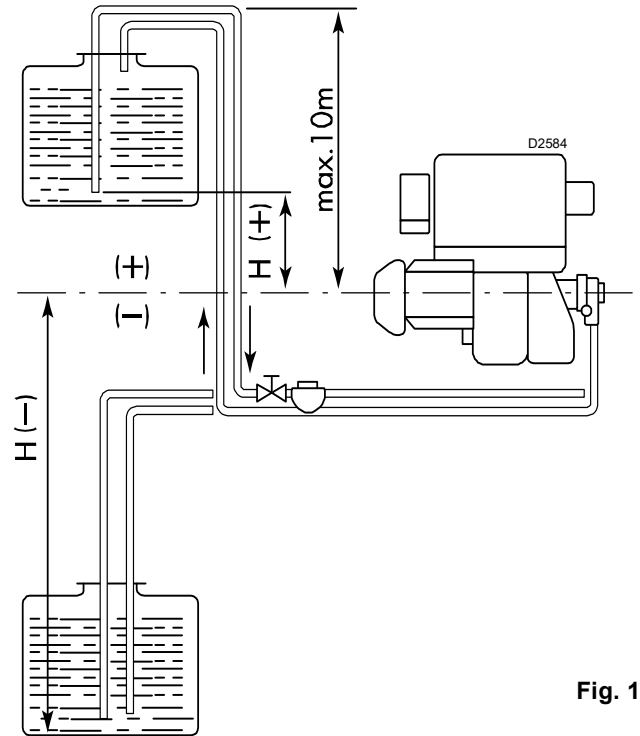 max.10m
D2584
H (+)
(+)
(−)
H (−)
Fig. 1